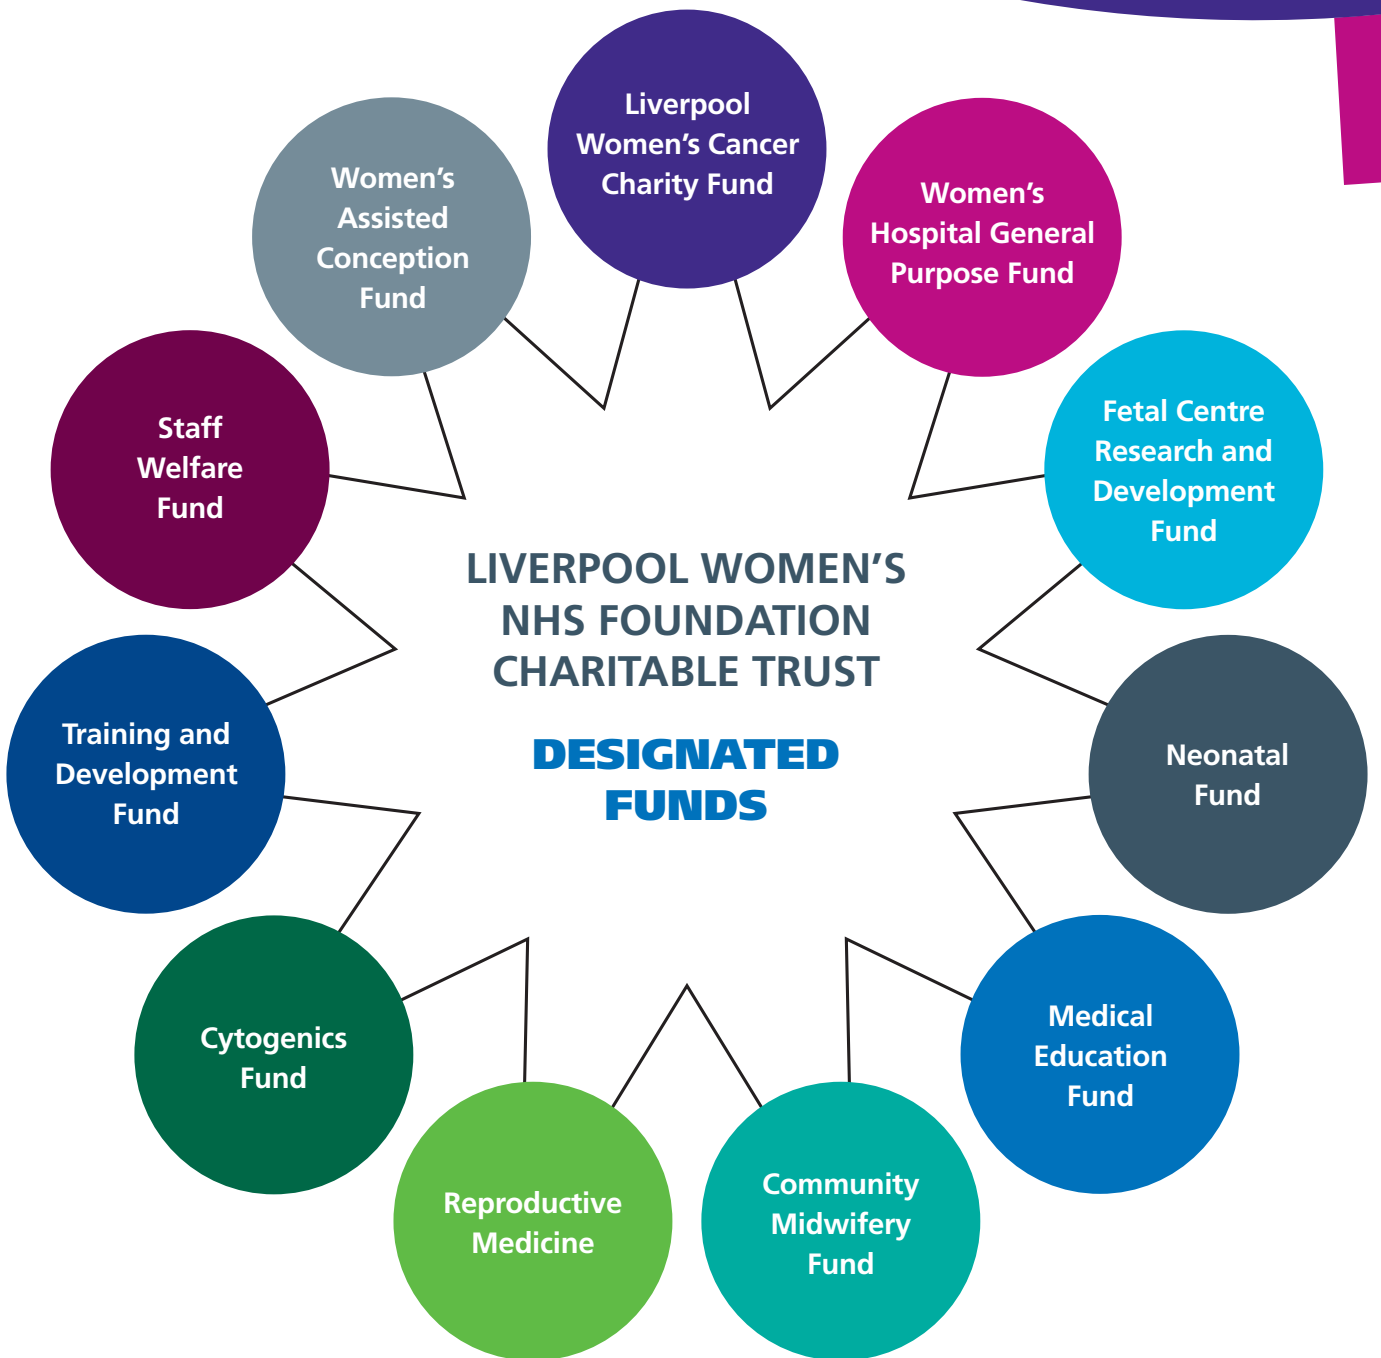 Liverpool
Women’s Cancer
Charity Fund
Women’s
Hospital General
Purpose Fund
Fetal Centre
Research and
Development
Fund
Neonatal
Fund
Medical
Education
Fund
Community
Midwifery
Fund
Reproductive
Medicine
Cytogenics
Fund
Training and
Development
Fund
Staff
Welfare
Fund
Women’s
Assisted
Conception
Fund
LIVERPOOL WOMEN’S
NHS FOUNDATION
CHARITABLE TRUST
DESIGNATED
FUNDS